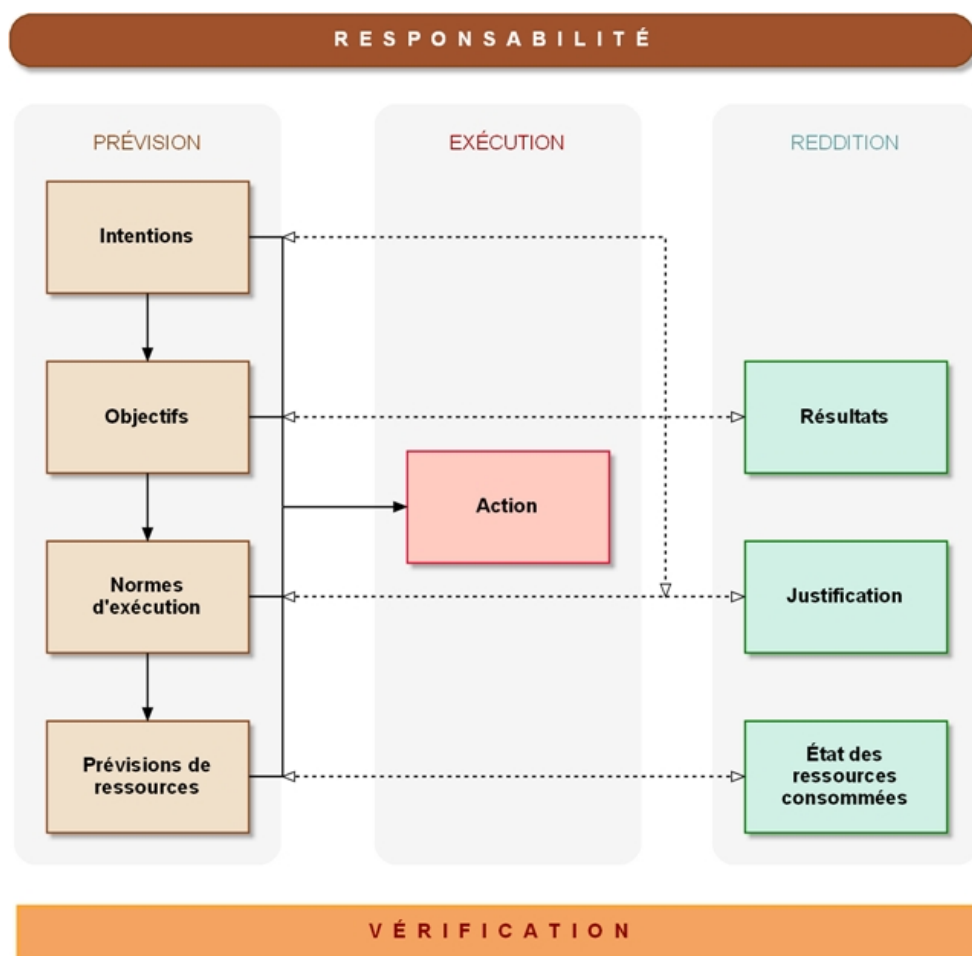 RESPONSABILITÉ
PRÉVISION
EXÉCUTION
REDDITION
Intentions
Objectifs
Résultats
Action
Normes
d'exécution
Justification
Prévisions de
ressources
État des
ressources
consommées
VÉRIFICATION